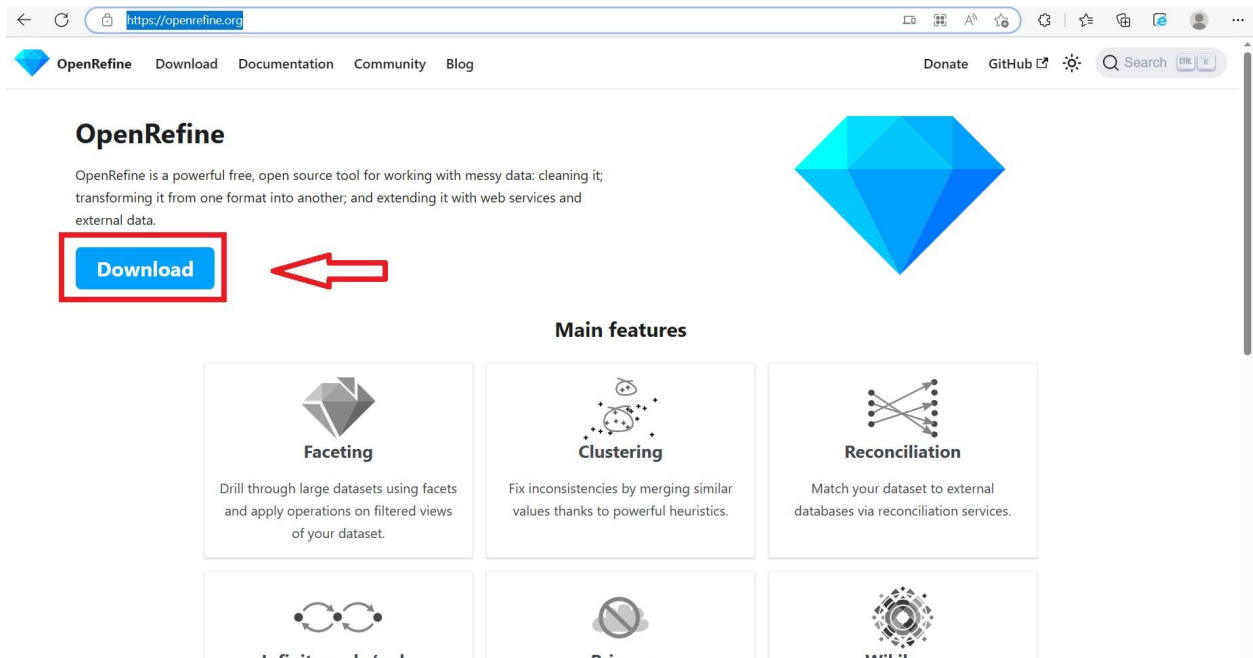 https://openrefine.org
OpenRefine Download Documentation Community Blog Donate GitHub Search CTRL K
OpenRefine
OpenRefine is a powerful free, open source tool for working with messy data: cleaning it;
transforming it from one format into another; and extending it with web services and
external data.
Download
Main features
Faceting
Drill through large datasets using facets
and apply operations on filtered views
of your dataset.
Clustering
Fix inconsistencies by merging similar
values thanks to powerful heuristics.
Reconciliation
Match your dataset to external
databases via reconciliation services.